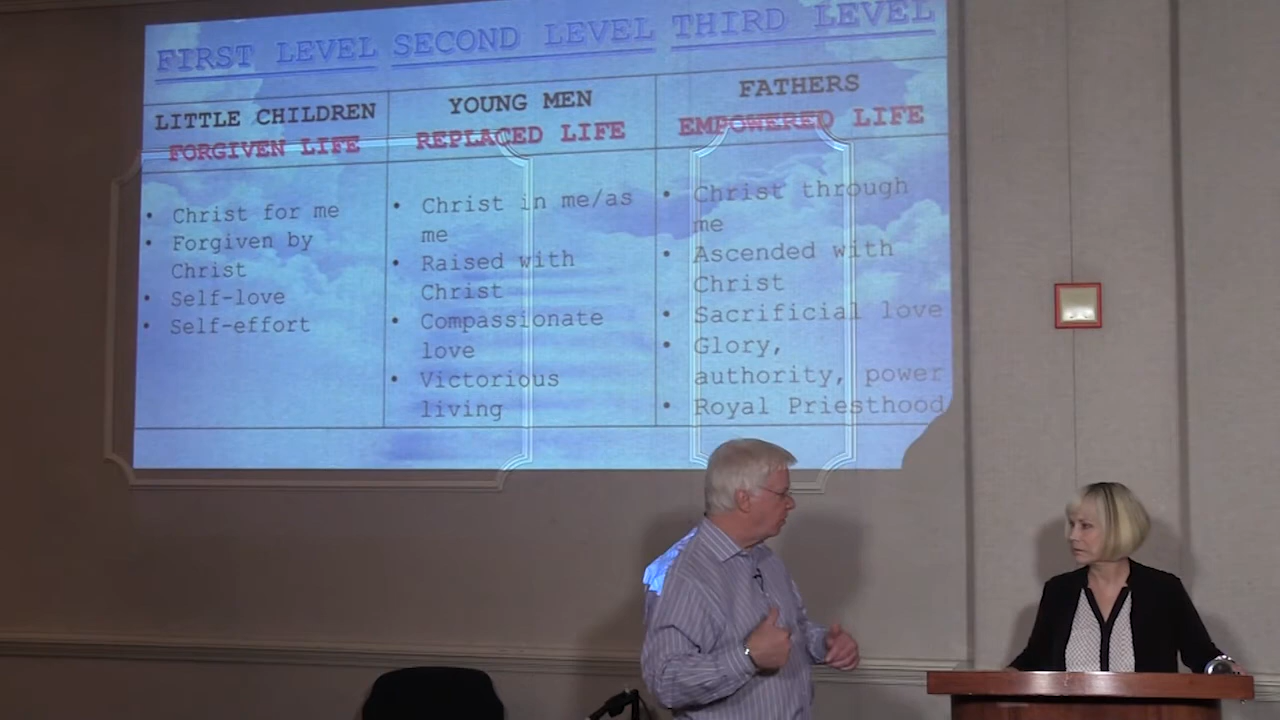 FIRST LEVEL SECOND LEVEL THIRD LEVEL
LITTLE CHILDREN
FORGIVEN LIFE
• Christ for me
• Forgiven by
Christ
• Self-love
• Self-effort
YOUNG MEN
REPLACED LIFE
• Christ in me/as
me
• Raised with
Christ
• Compassionate
love
• Victorious
living
FATHERS
EMPOWERED LIFE
• Christ through
me
• Ascended with
Christ
• Sacrificial love
• Glory,
authority, power
• Royal Priesthood